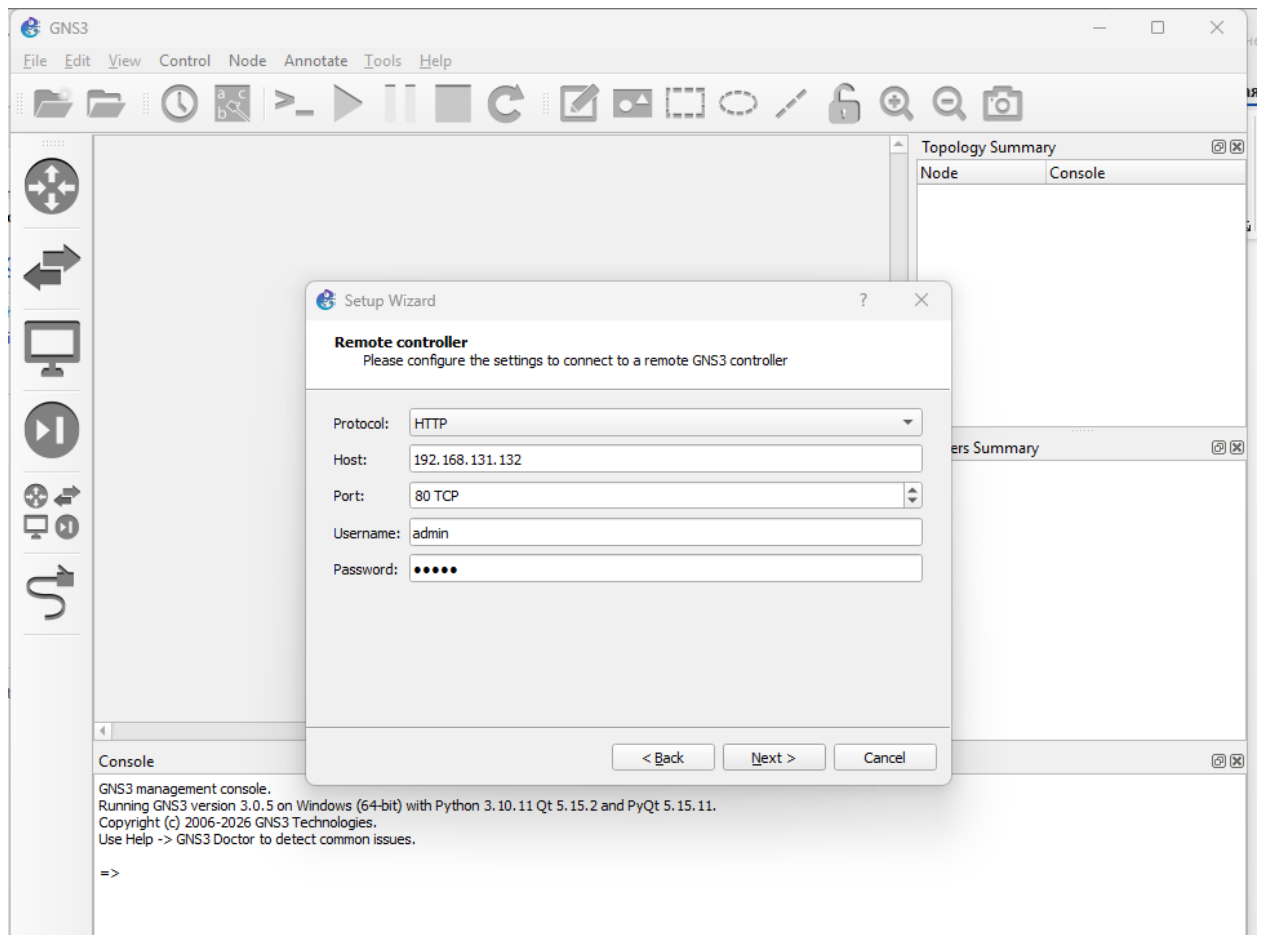 GNS3
File Edit View Control Node Annotate Tools Help
a c
b
Topology Summary
Node Console
Setup Wizard ?
Remote controller
Please configure the settings to connect to a remote GNS3 controller
Protocol: HTTP
Host: 192.168.131.132
Port: 80 TCP
Username: admin
Password: •••••
ers Summary
< Back Next > Cancel
Console
GNS3 management console.
Running GNS3 version 3.0.5 on Windows (64-bit) with Python 3.10.11 Qt 5.15.2 and PyQt 5.15.11.
Copyright (c) 2006-2026 GNS3 Technologies.
Use Help -> GNS3 Doctor to detect common issues.
=>